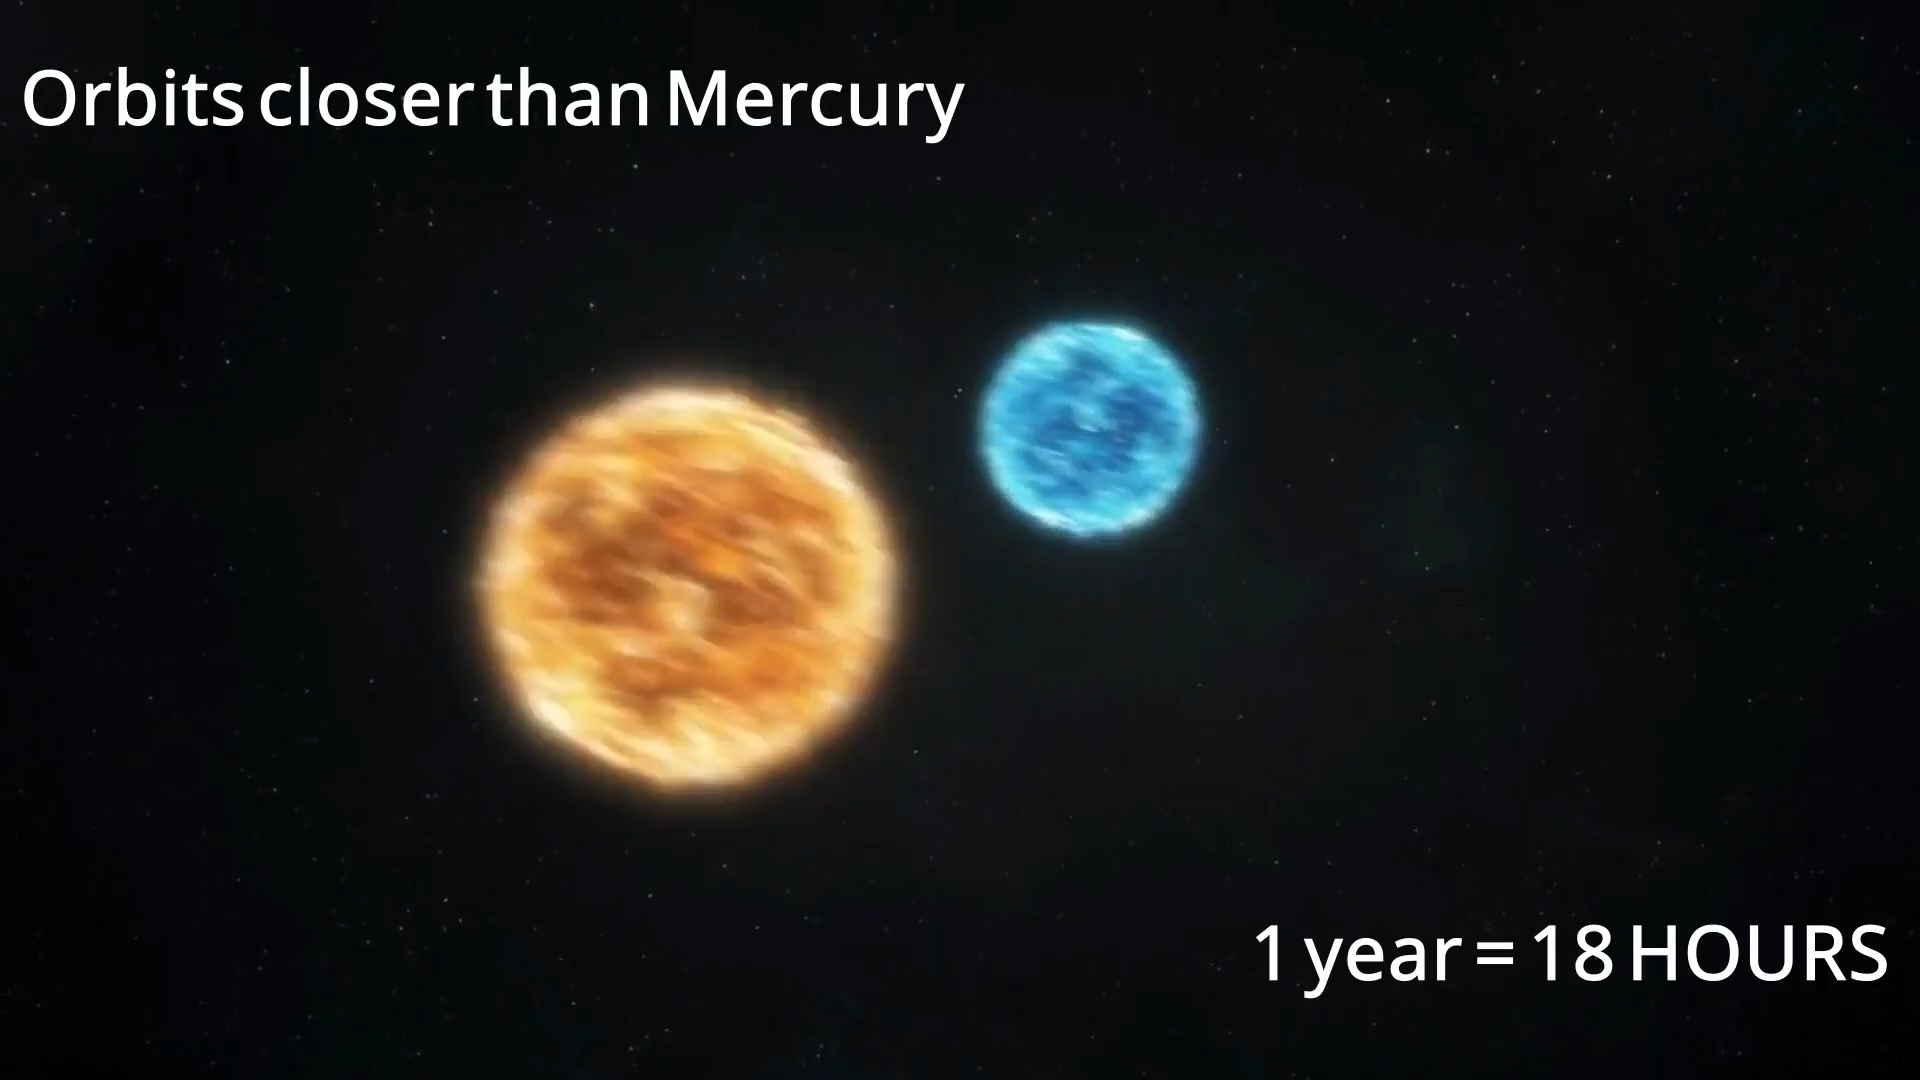 Orbits closer than Mercury
1 year = 18 HOURS